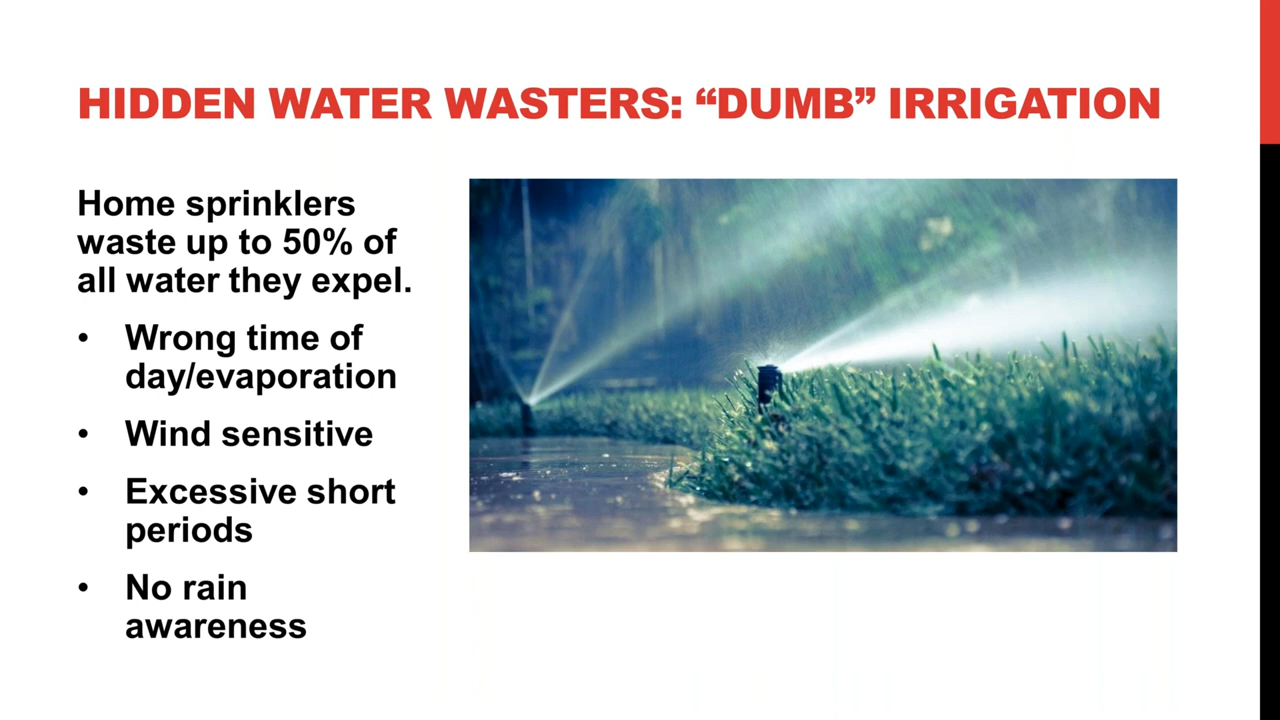 HIDDEN WATER WASTERS: “DUMB” IRRIGATION
Home sprinklers
waste up to 50% of
all water they expel.
• Wrong time of
day/evaporation
• Wind sensitive
• Excessive short
periods
• No rain
awareness